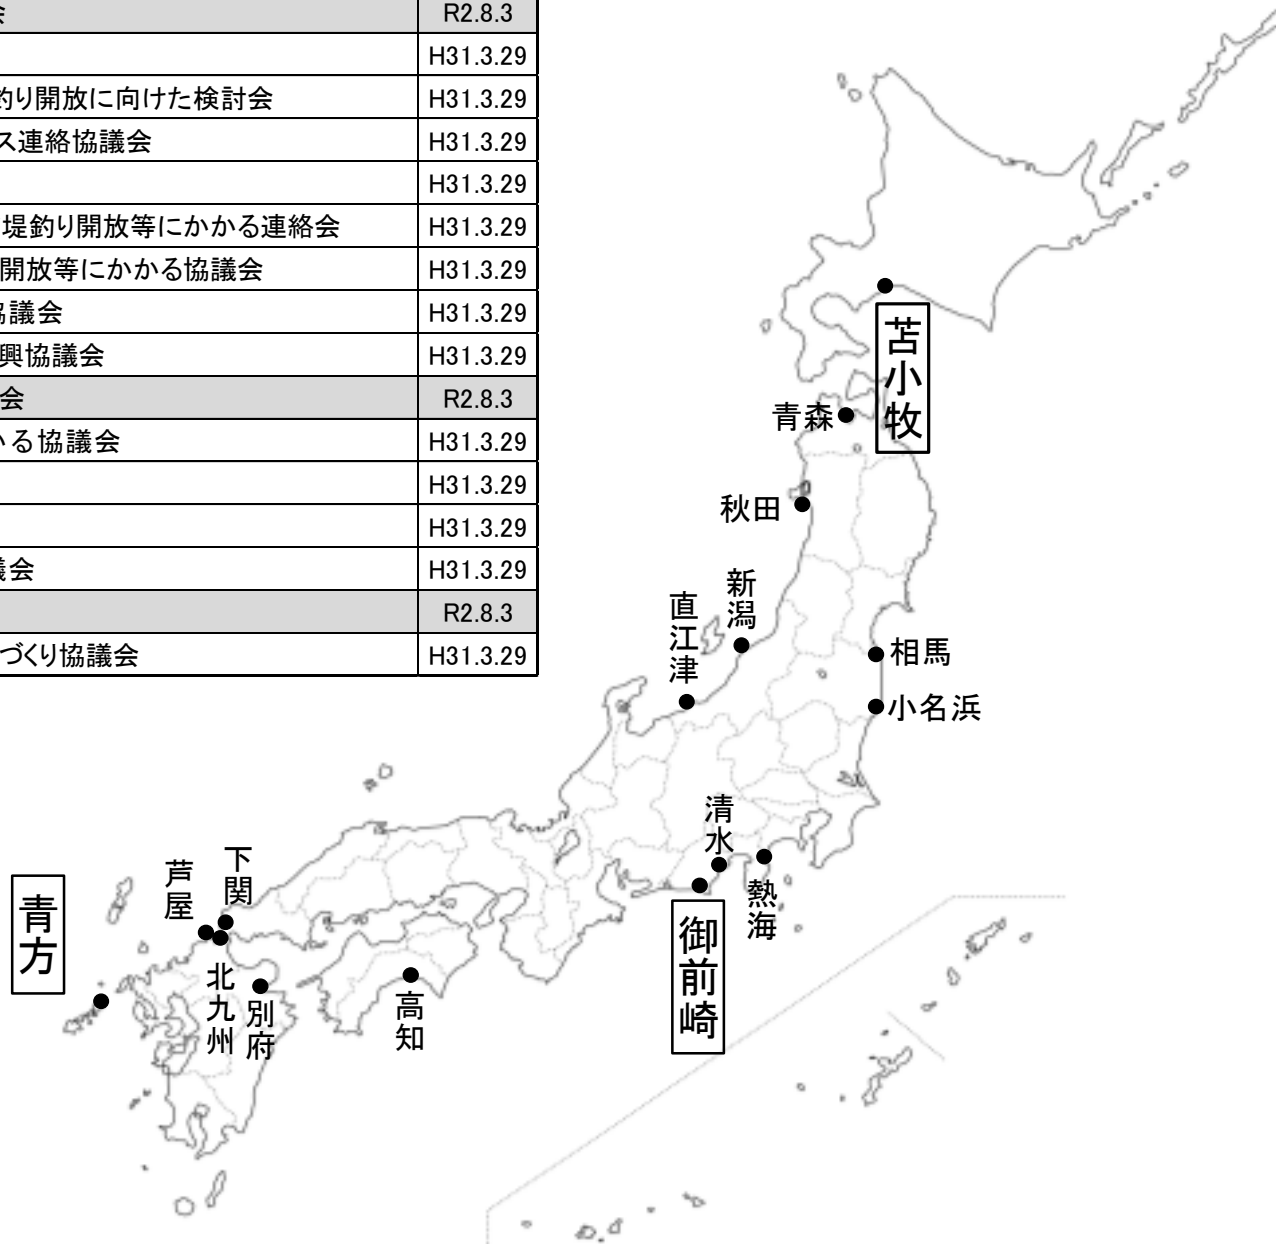 会 R2.8.3
H31.3.29
釣り開放に向けた検討会 H31.3.29
ス連絡協議会 H31.3.29
H31.3.29
堤釣り開放等にかかる連絡会 H31.3.29
開放等にかかる協議会 H31.3.29
協議会 H31.3.29
興協議会 H31.3.29
会 R2.8.3
いる協議会 H31.3.29
H31.3.29
H31.3.29
議会 H31.3.29
R2.8.3
づくり協議会 H31.3.29
苫小牧
青森
秋田
新潟
直江津
相馬
小名浜
清水
熱海
御前崎
下関
芦屋
青方
北九州
別府
高知